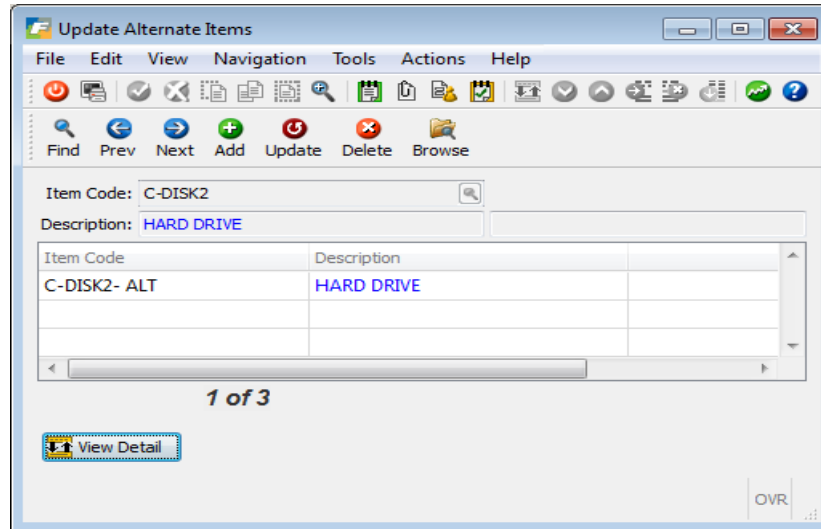 Update Alternate Items
File Edit View Navigation Tools Actions Help
Find Prev Next Add Update Delete Browse
Item Code: C-DISK2
Description: HARD DRIVE
Item Code Description
C-DISK2- ALT HARD DRIVE
1 of 3
View Detail
OVR